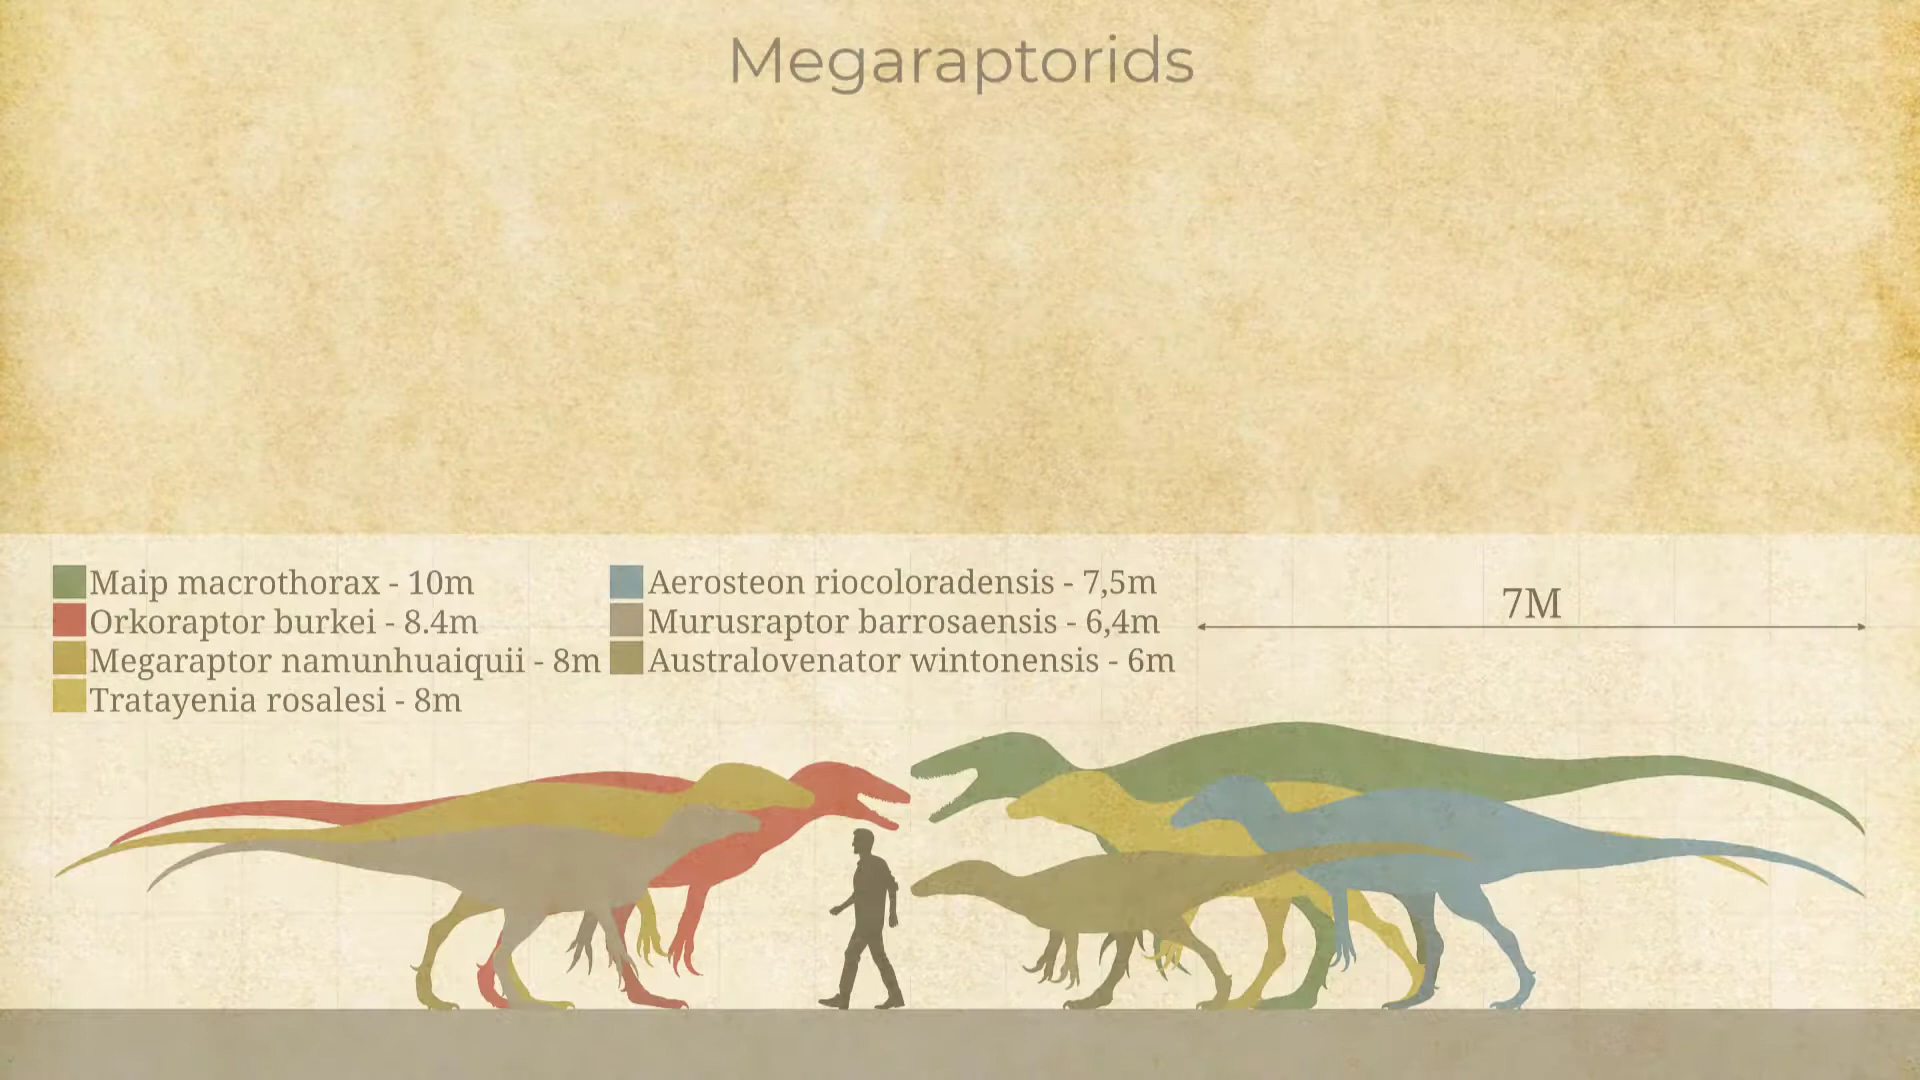 Megaraptorids
Maip macrothorax - 10m
Orkoraptor burkei - 8.4m
Megaraptor namunhuaiquii - 8m
Tratayenia rosalesi - 8m
Aerosteon riocoloradensis - 7,5m
Murusraptor barrosaensis - 6,4m
Australovenator wintonensis - 6m
7M